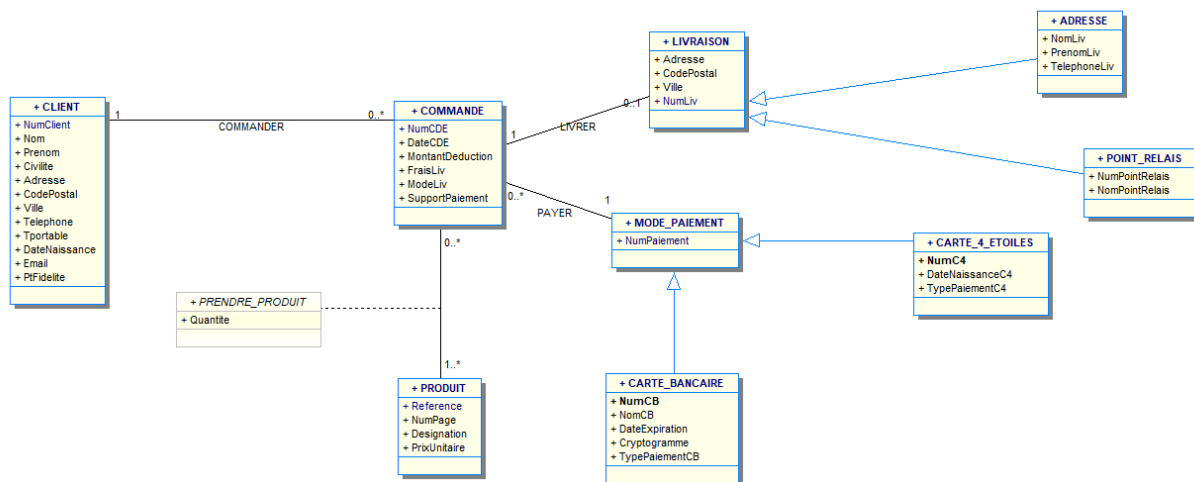 + CLIENT
+ NumClient
+ Nom
+ Prenom
+ Civilite
+ Adresse
+ CodePostal
+ Ville
+ Telephone
+ Tportable
+ DateNaissance
+ Email
+ PtFidelite
1
COMMANDER
0..*
+ COMMANDE
+ NumCDE
+ DateCDE
+ MontantDeduction
+ FraisLiv
+ ModeLiv
+ SupportPaiement
1
LIVRER
0..1
+ LIVRAISON
+ Adresse
+ CodePostal
+ Ville
+ NumLiv
+ ADRESSE
+ NomLiv
+ PrenomLiv
+ TelephoneLiv
+ POINT_RELAIS
+ NumPointRelais
+ NomPointRelais
0..*
PAYER
1
+ MODE_PAIEMENT
+ NumPaiement
+ CARTE_4_ETOILES
+ NumC4
+ DateNaissanceC4
+ TypePaiementC4
0..*
+ PRENDRE_PRODUIT
+ Quantite
1..*
+ PRODUIT
+ Reference
+ NumPage
+ Designation
+ PrixUnitaire
+ CARTE_BANCAIRE
+ NumCB
+ NomCB
+ DateExpiration
+ Cryptogramme
+ TypePaiementCB